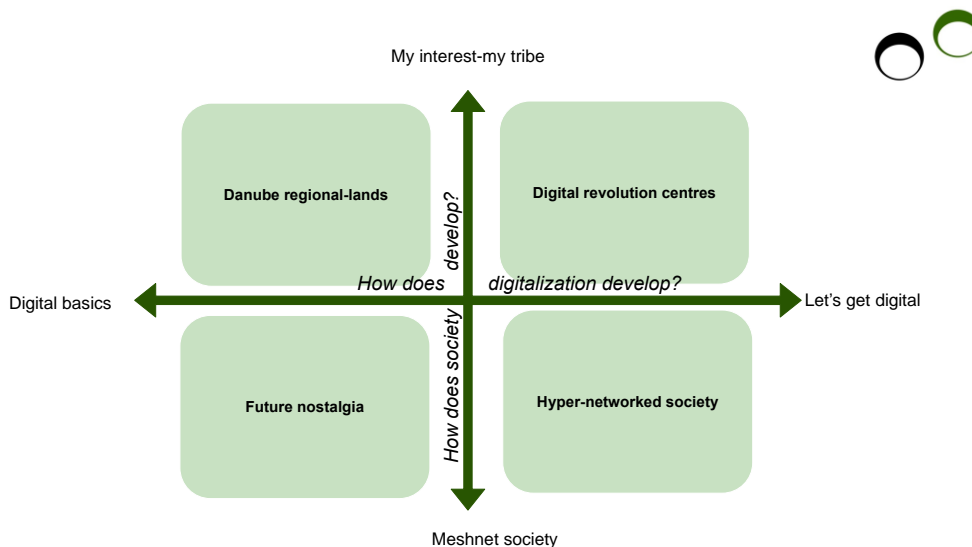 My interest-my tribe
Danube regional-lands
Digital revolution centres
How does society develop?
How does digitalization develop?
Digital basics
Let's get digital
Future nostalgia
Hyper-networked society
Meshnet society